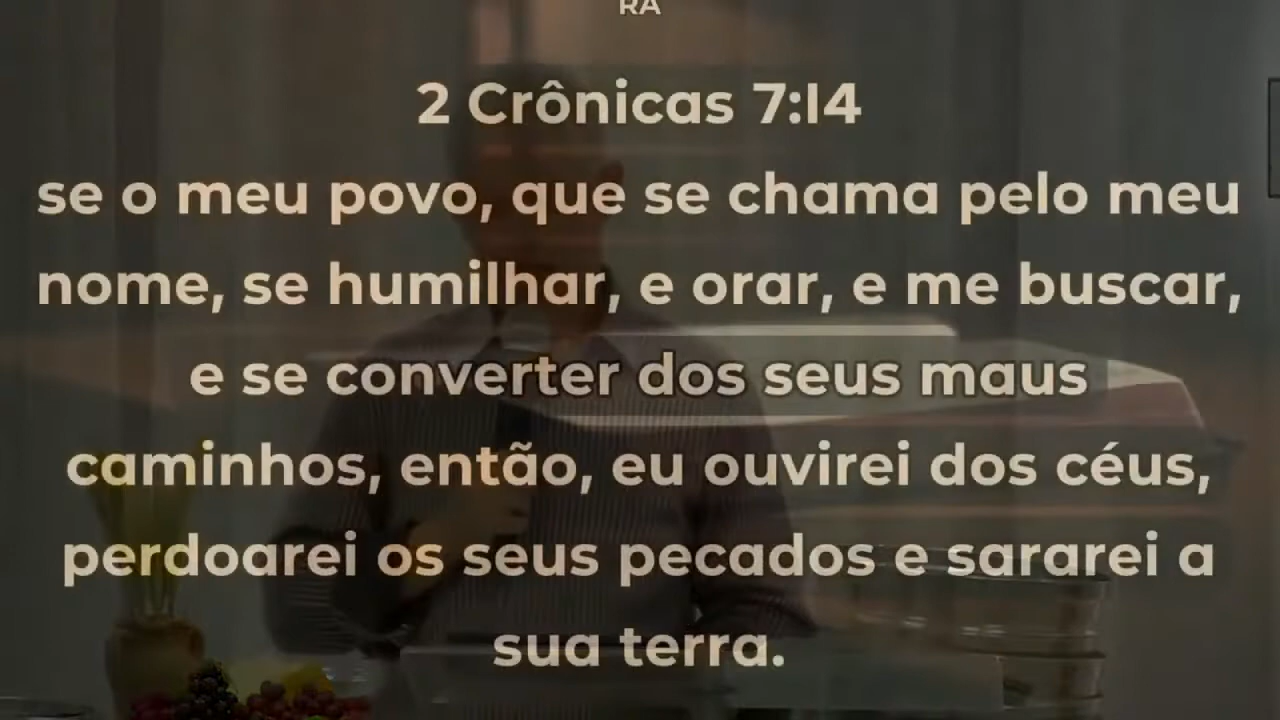 RA
2 Crônicas 7:14
se o meu povo, que se chama pelo meu
nome, se humilhar, e orar, e me buscar,
e se converter dos seus maus
caminhos, então, eu ouvirei dos céus,
perdoarei os seus pecados e sararei a
sua terra.